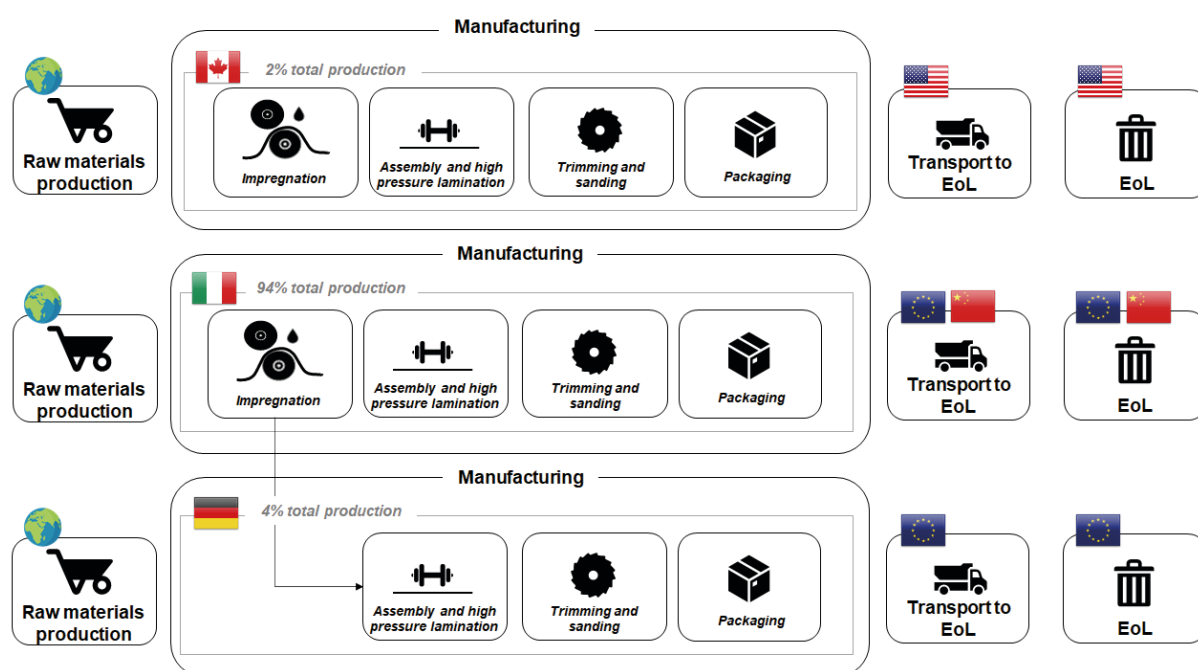 Manufacturing
2% total production
Raw materials
production
Impregnation
Assembly and high
pressure lamination
Trimming and
sanding
Packaging
Transport to
EoL
EoL
Manufacturing
94% total production
Raw materials
production
Impregnation
Assembly and high
pressure lamination
Trimming and
sanding
Packaging
Transport to
EoL
EoL
Manufacturing
4% total production
Raw materials
production
Assembly and high
pressure lamination
Trimming and
sanding
Packaging
Transport to
EoL
EoL